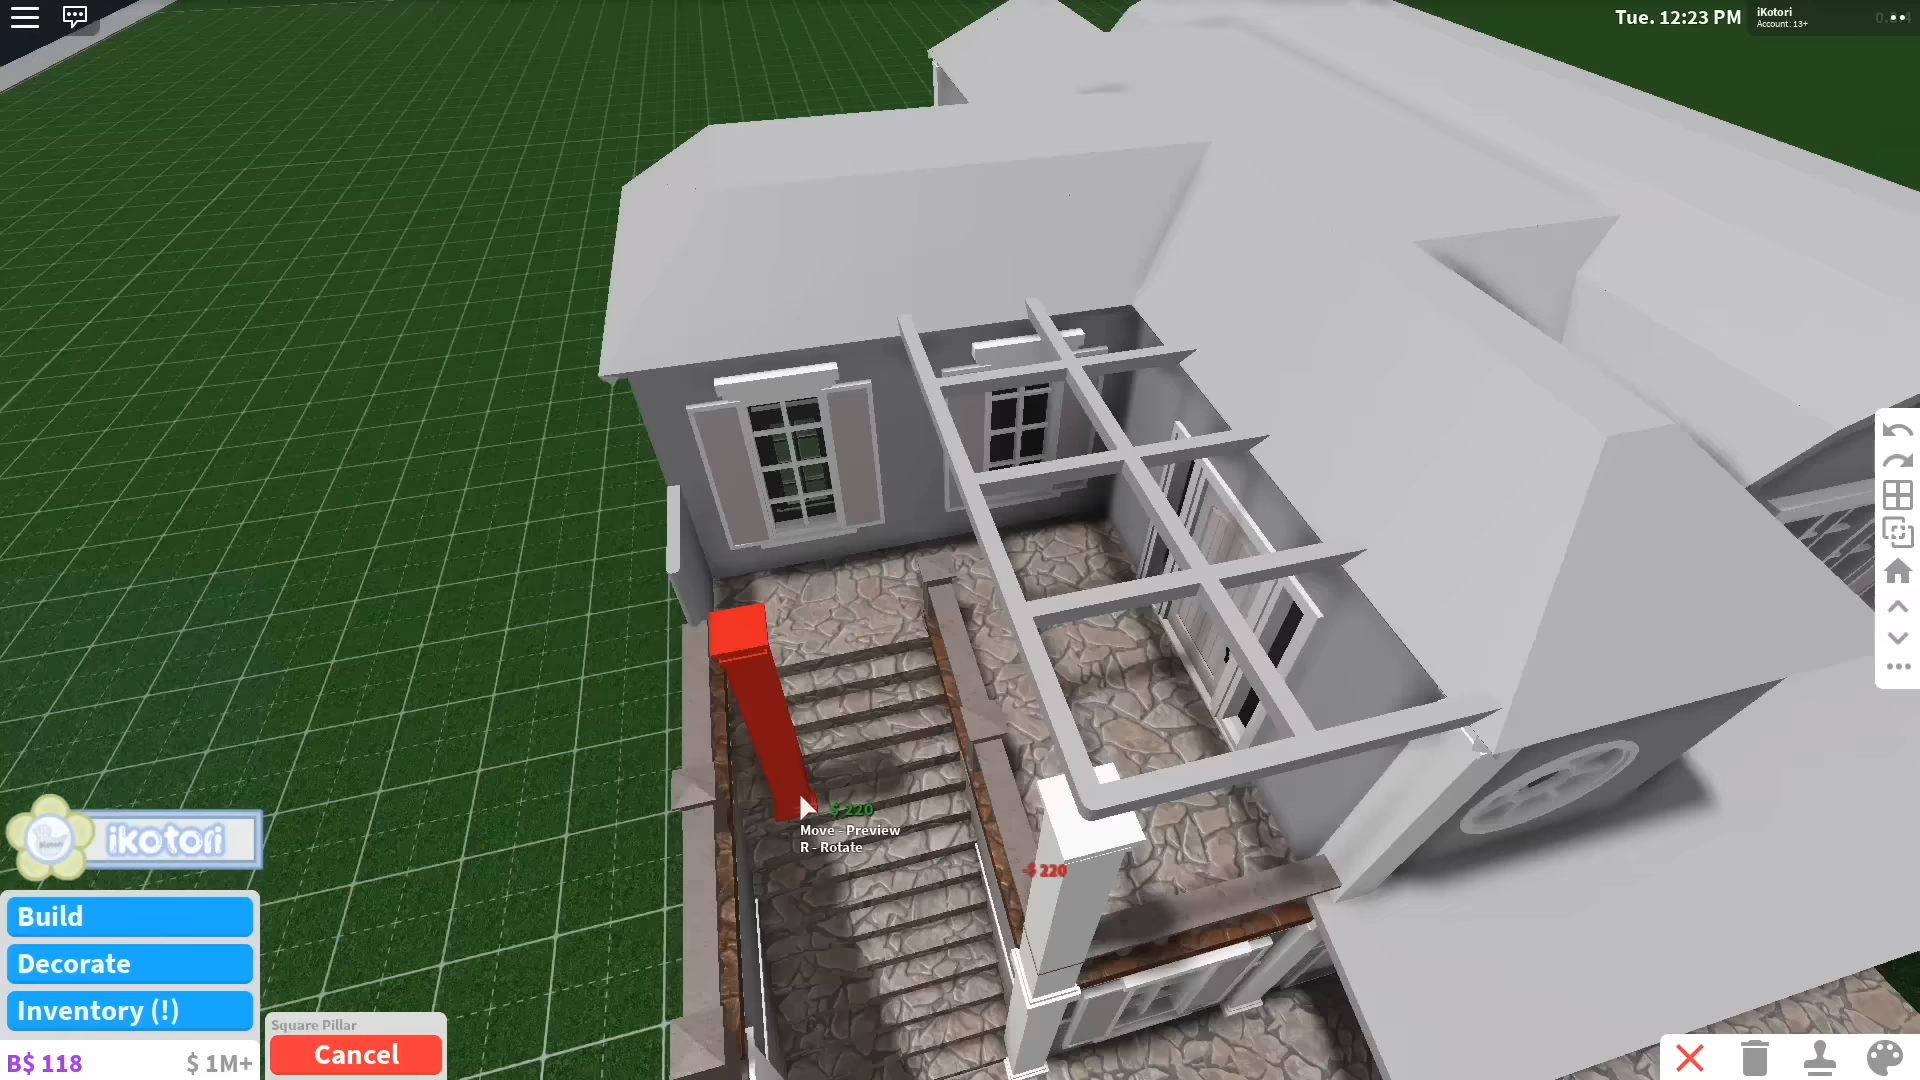 Tue. 12:23 PM
iKotori
Account: 13+
$ 220
Move - Preview
R - Rotate
-$ 220
ikotori
Build
Decorate
Inventory (!)
B$ 118
$ 1M+
Square Pillar
Cancel